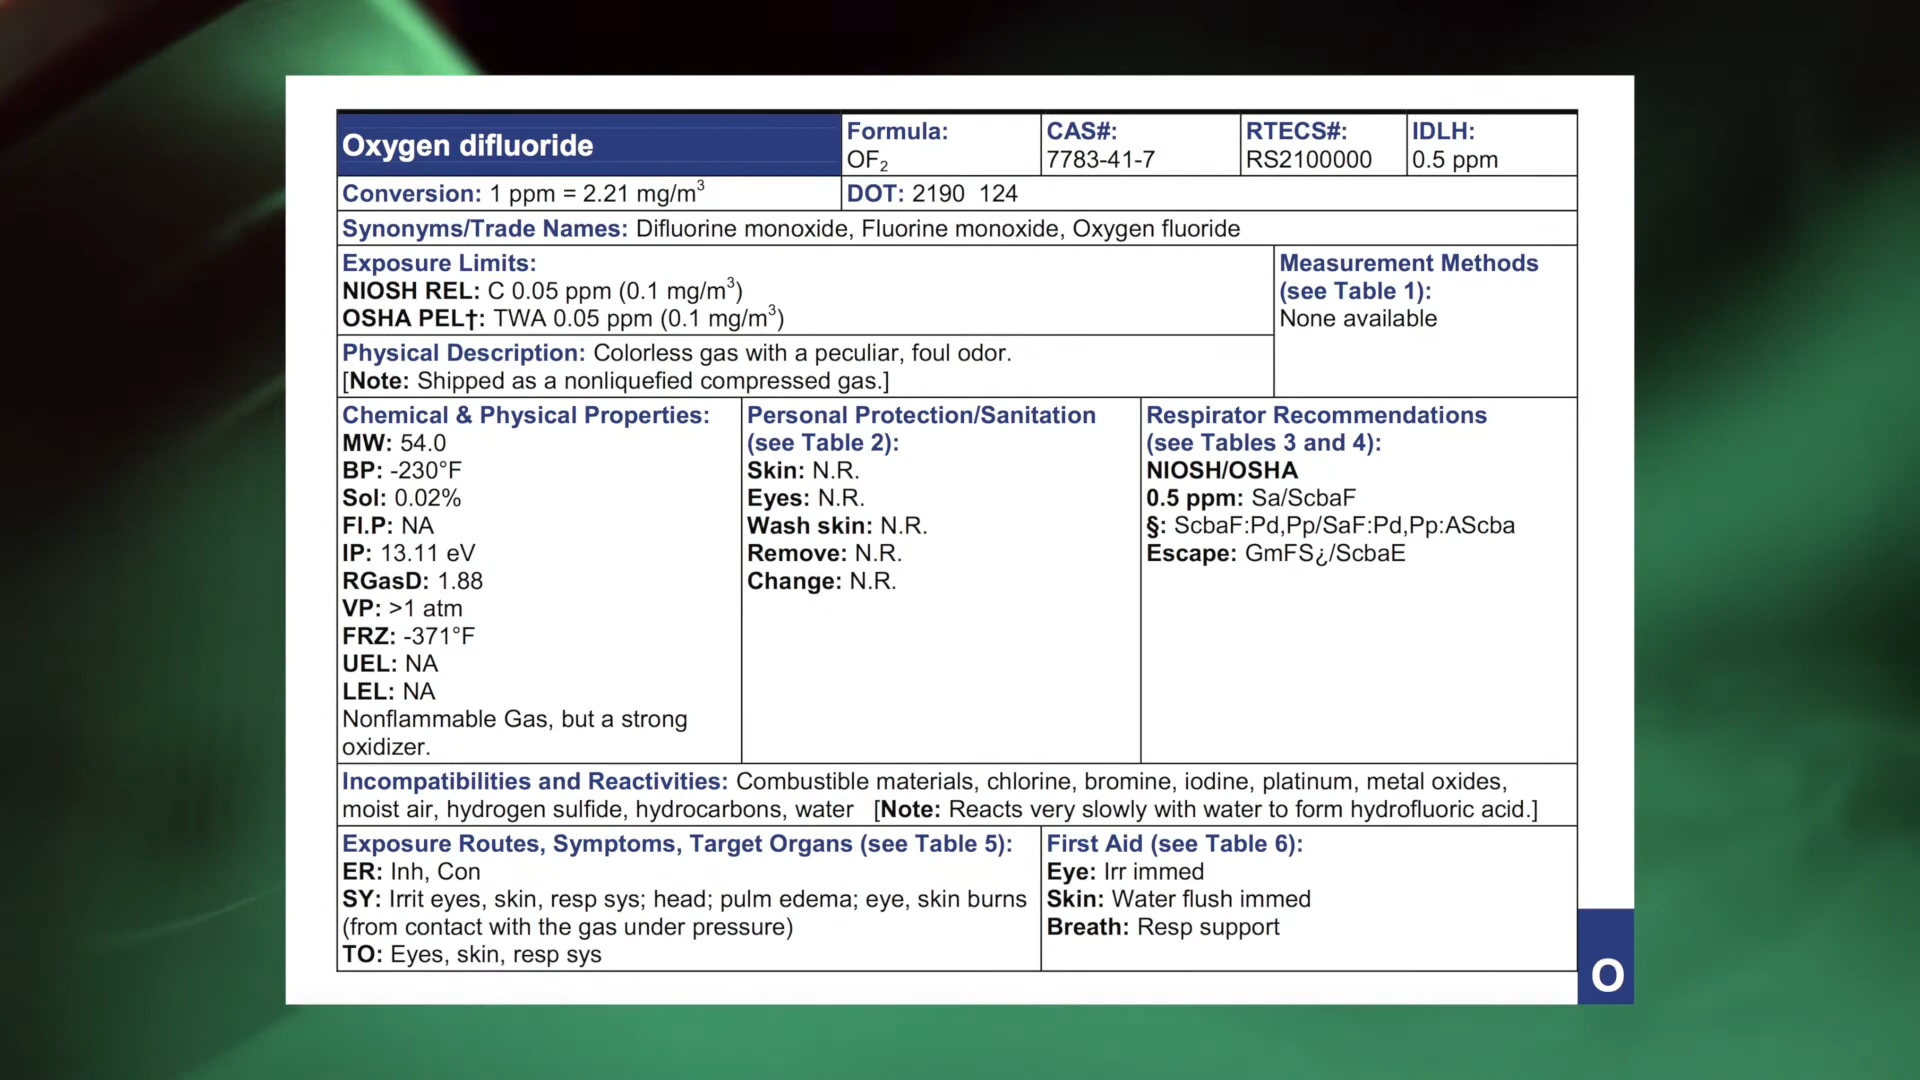 Oxygen difluoride
Formula:
OF₂
CAS#:
7783-41-7
RTECS#:
RS2100000
IDLH:
0.5 ppm
Conversion: 1 ppm = 2.21 mg/m³
DOT: 2190 124
Synonyms/Trade Names: Difluorine monoxide, Fluorine monoxide, Oxygen fluoride
Exposure Limits:
NIOSH REL: C 0.05 ppm (0.1 mg/m³)
OSHA PEL†: TWA 0.05 ppm (0.1 mg/m³)
Measurement Methods
(see Table 1):
None available
Physical Description: Colorless gas with a peculiar, foul odor.
[Note: Shipped as a nonliquefied compressed gas.]
Chemical & Physical Properties:
MW: 54.0
BP: -230°F
Sol: 0.02%
Fl.P: NA
IP: 13.11 eV
RGasD: 1.88
VP: >1 atm
FRZ: -371°F
UEL: NA
LEL: NA
Nonflammable Gas, but a strong
oxidizer.
Personal Protection/Sanitation
(see Table 2):
Skin: N.R.
Eyes: N.R.
Wash skin: N.R.
Remove: N.R.
Change: N.R.
Respirator Recommendations
(see Tables 3 and 4):
NIOSH/OSHA
0.5 ppm: Sa/ScbaF
§: ScbaF:Pd,Pp/SaF:Pd,Pp:AScba
Escape: GmFS¿/ScbaE
Incompatibilities and Reactivities: Combustible materials, chlorine, bromine, iodine, platinum, metal oxides,
moist air, hydrogen sulfide, hydrocarbons, water [Note: Reacts very slowly with water to form hydrofluoric acid.]
Exposure Routes, Symptoms, Target Organs (see Table 5):
ER: Inh, Con
SY: Irrit eyes, skin, resp sys; head; pulm edema; eye, skin burns
(from contact with the gas under pressure)
TO: Eyes, skin, resp sys
First Aid (see Table 6):
Eye: Irr immed
Skin: Water flush immed
Breath: Resp support
O